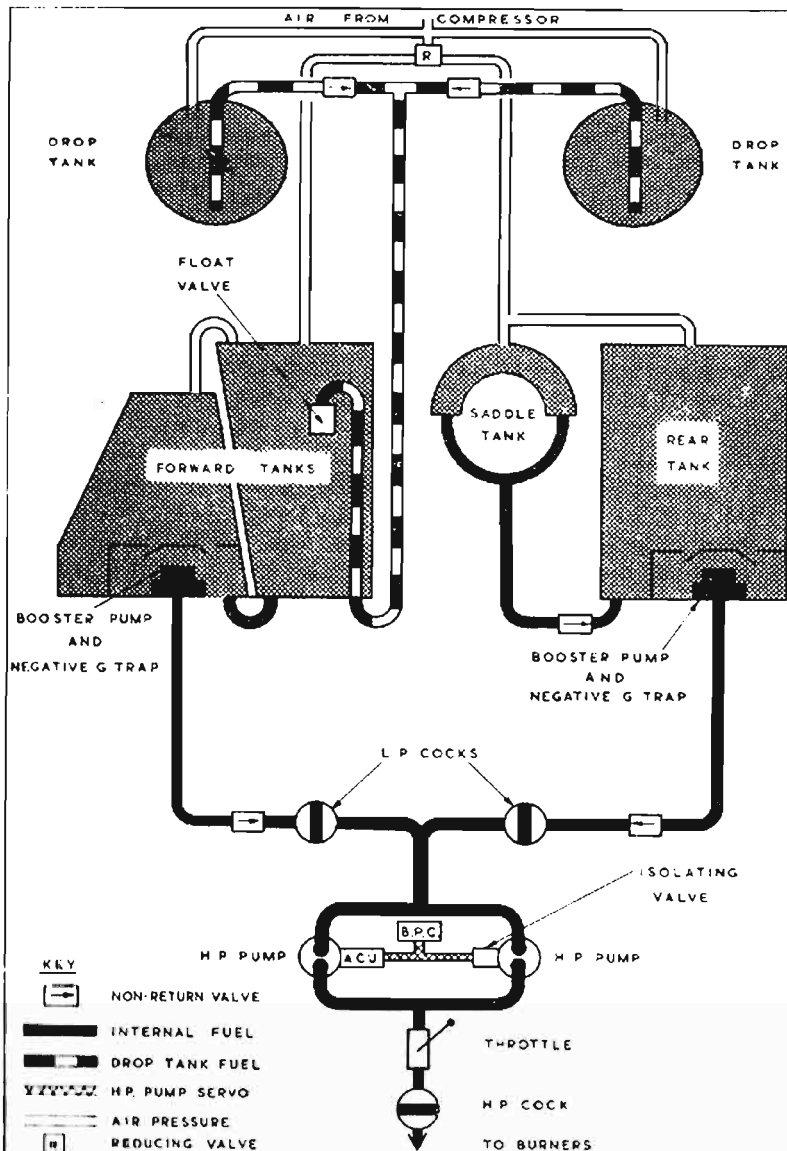 AIR FROM COMPRESSOR
R
DROP
TANK
DROP
TANK
FLOAT
VALVE
SADDLE
TANK
REAR
TANK
FORWARD TANKS
BOOSTER PUMP
AND
NEGATIVE G TRAP
BOOSTER PUMP
AND
NEGATIVE G TRAP
L P COCKS
ISOLATING
VALVE
B.P.C.
H P PUMP
A.C.U
H P PUMP
KEY
NON-RETURN VALVE
INTERNAL FUEL
DROP TANK FUEL
H.P. PUMP SERVO
AIR PRESSURE
R
REDUCING VALVE
THROTTLE
H P COCK
TO BURNERS